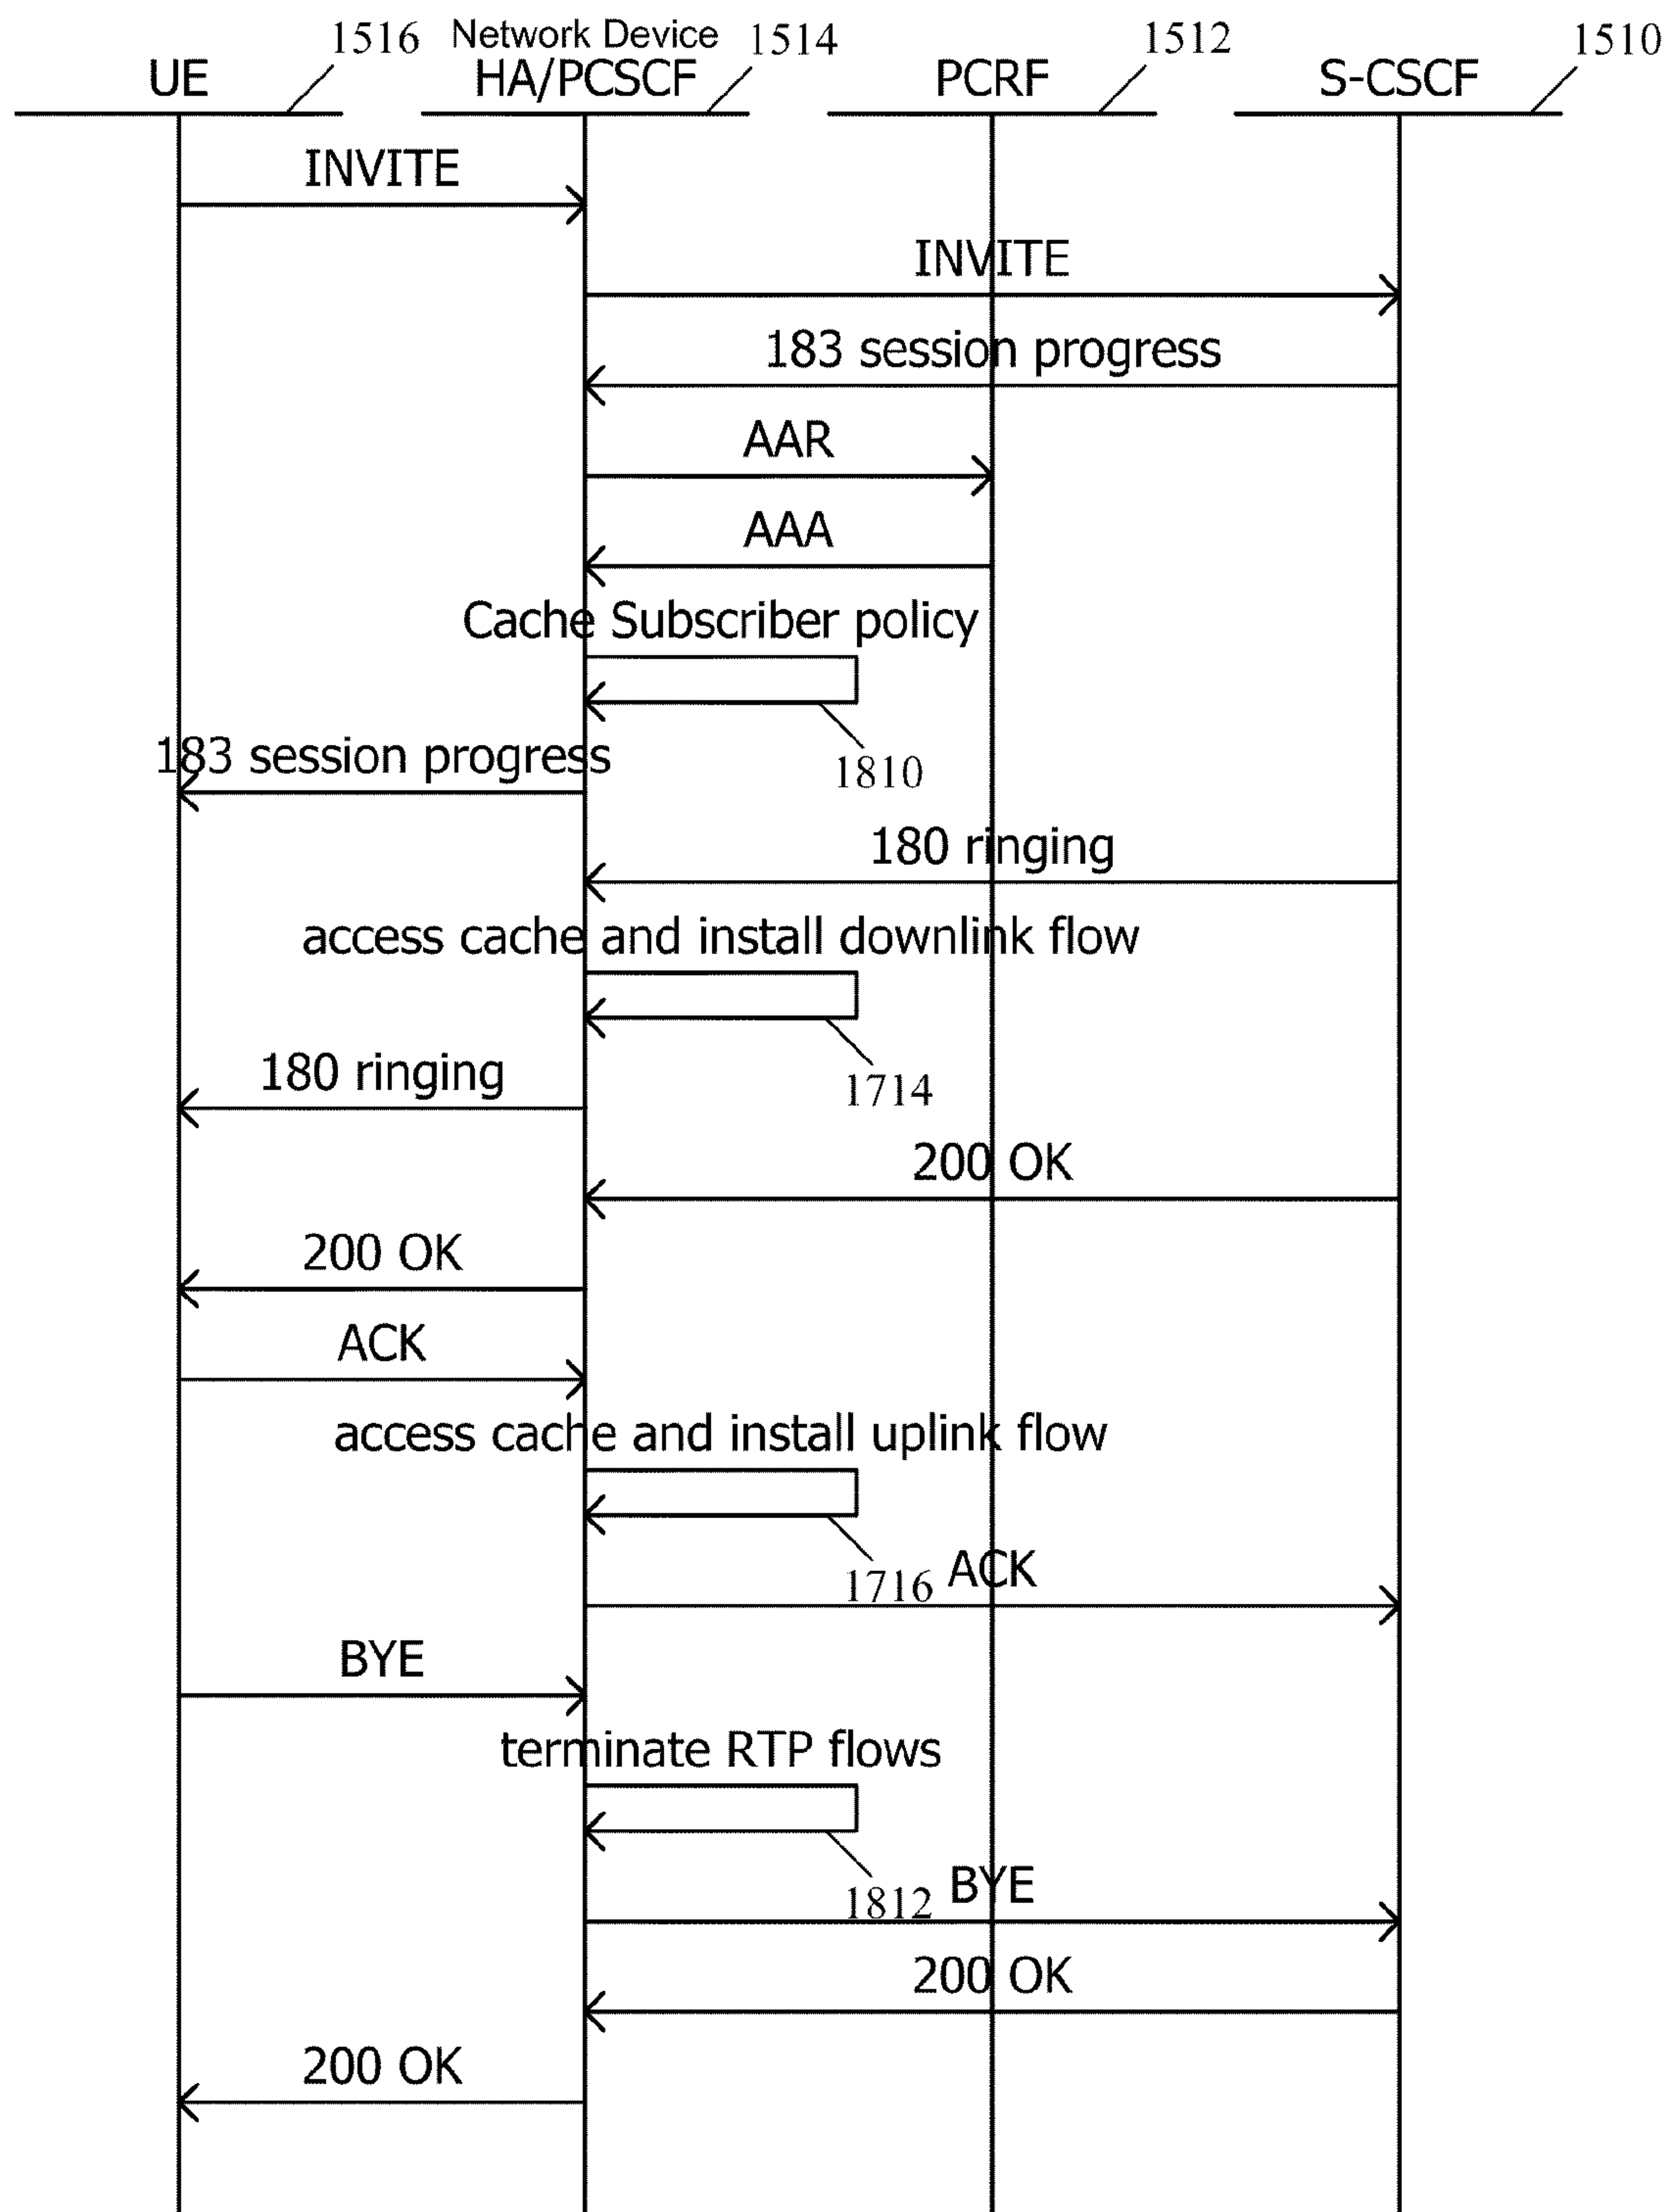 1516 Network Device 1514 1512 1510
UE HA/PCSCF PCRF S-CSCF
INVITE
INVITE
183 session progress
AAR
AAA
Cache Subscriber policy
183 session progress
1810
180 ringing
access cache and install downlink flow
180 ringing
1714
200 OK
200 OK
ACK
access cache and install uplink flow
1716 ACK
BYE
terminate RTP flows
1812 BYE
200 OK
200 OK